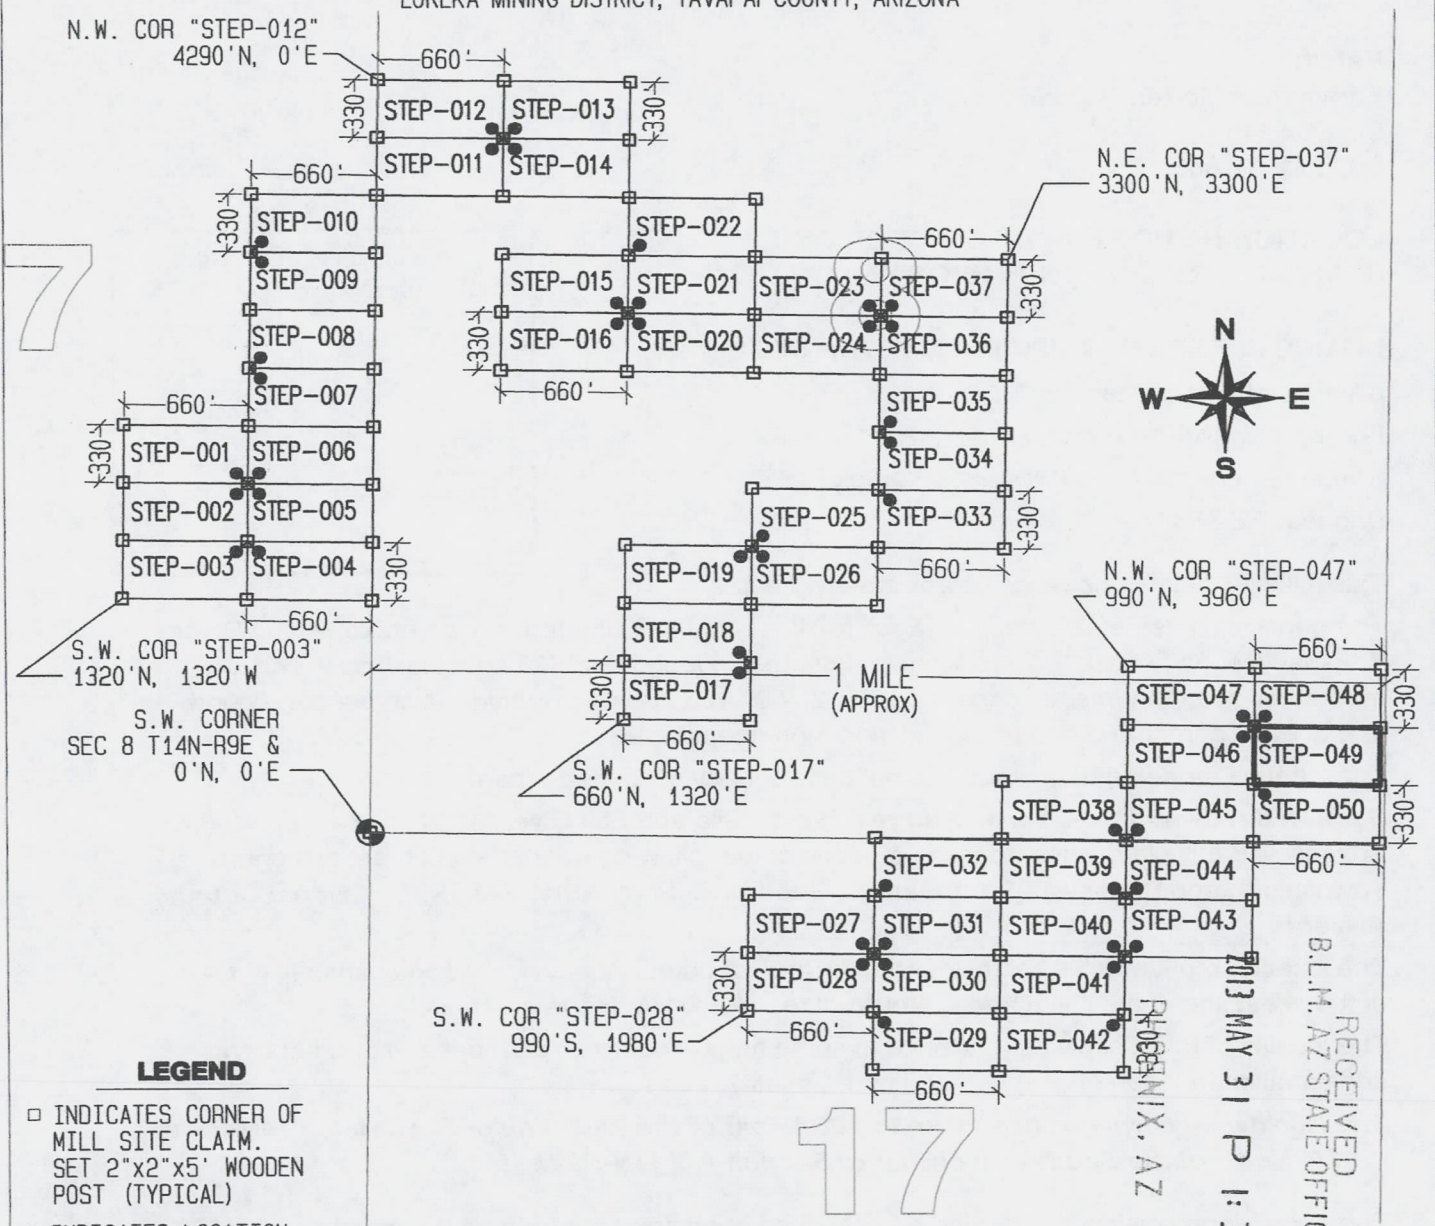 EUREKA MINING DISTRICT, YAVAPAI COUNTY, ARIZONA
N.W. COR "STEP-012"
4290'N, 0'E
660'
330
STEP-012
STEP-013
330
STEP-011
STEP-014
N.E. COR "STEP-037"
3300'N, 3300'E
660'
330
STEP-010
STEP-009
STEP-008
STEP-007
STEP-022
660'
STEP-015
STEP-021
STEP-023
STEP-037
330
7
330
STEP-016
STEP-020
STEP-024
STEP-036
660'
STEP-035
STEP-034
N
W
E
S
660'
330
STEP-001
STEP-006
STEP-002
STEP-005
STEP-003
STEP-004
330
660'
STEP-025
STEP-033
330
STEP-019
STEP-026
660'
STEP-018
330
STEP-017
660'
N.W. COR "STEP-047"
990'N, 3960'E
S.W. COR "STEP-003"
1320'N, 1320'W
1 MILE
(APPROX)
660'
STEP-047
STEP-048
330
S.W. CORNER
SEC 8 T14N-R9E &
0'N, 0'E
STEP-046
STEP-049
S.W. COR "STEP-017"
660'N, 1320'E
STEP-038
STEP-045
STEP-050
330
660'
STEP-032
STEP-039
STEP-044
STEP-027
STEP-031
STEP-040
STEP-043
330
STEP-028
STEP-030
STEP-041
S.W. COR "STEP-028"
990'S, 1980'E
660'
STEP-029
STEP-042
330
660'
17
RECEIVED
B.L.M. AZ STATE OFFIC
2013 MAY 31 P 1:
PHOENIX, AZ
LEGEND
INDICATES CORNER OF
MILL SITE CLAIM.
SET 2"x2"x5' WOODEN
POST (TYPICAL)
INDICATES LOCATION